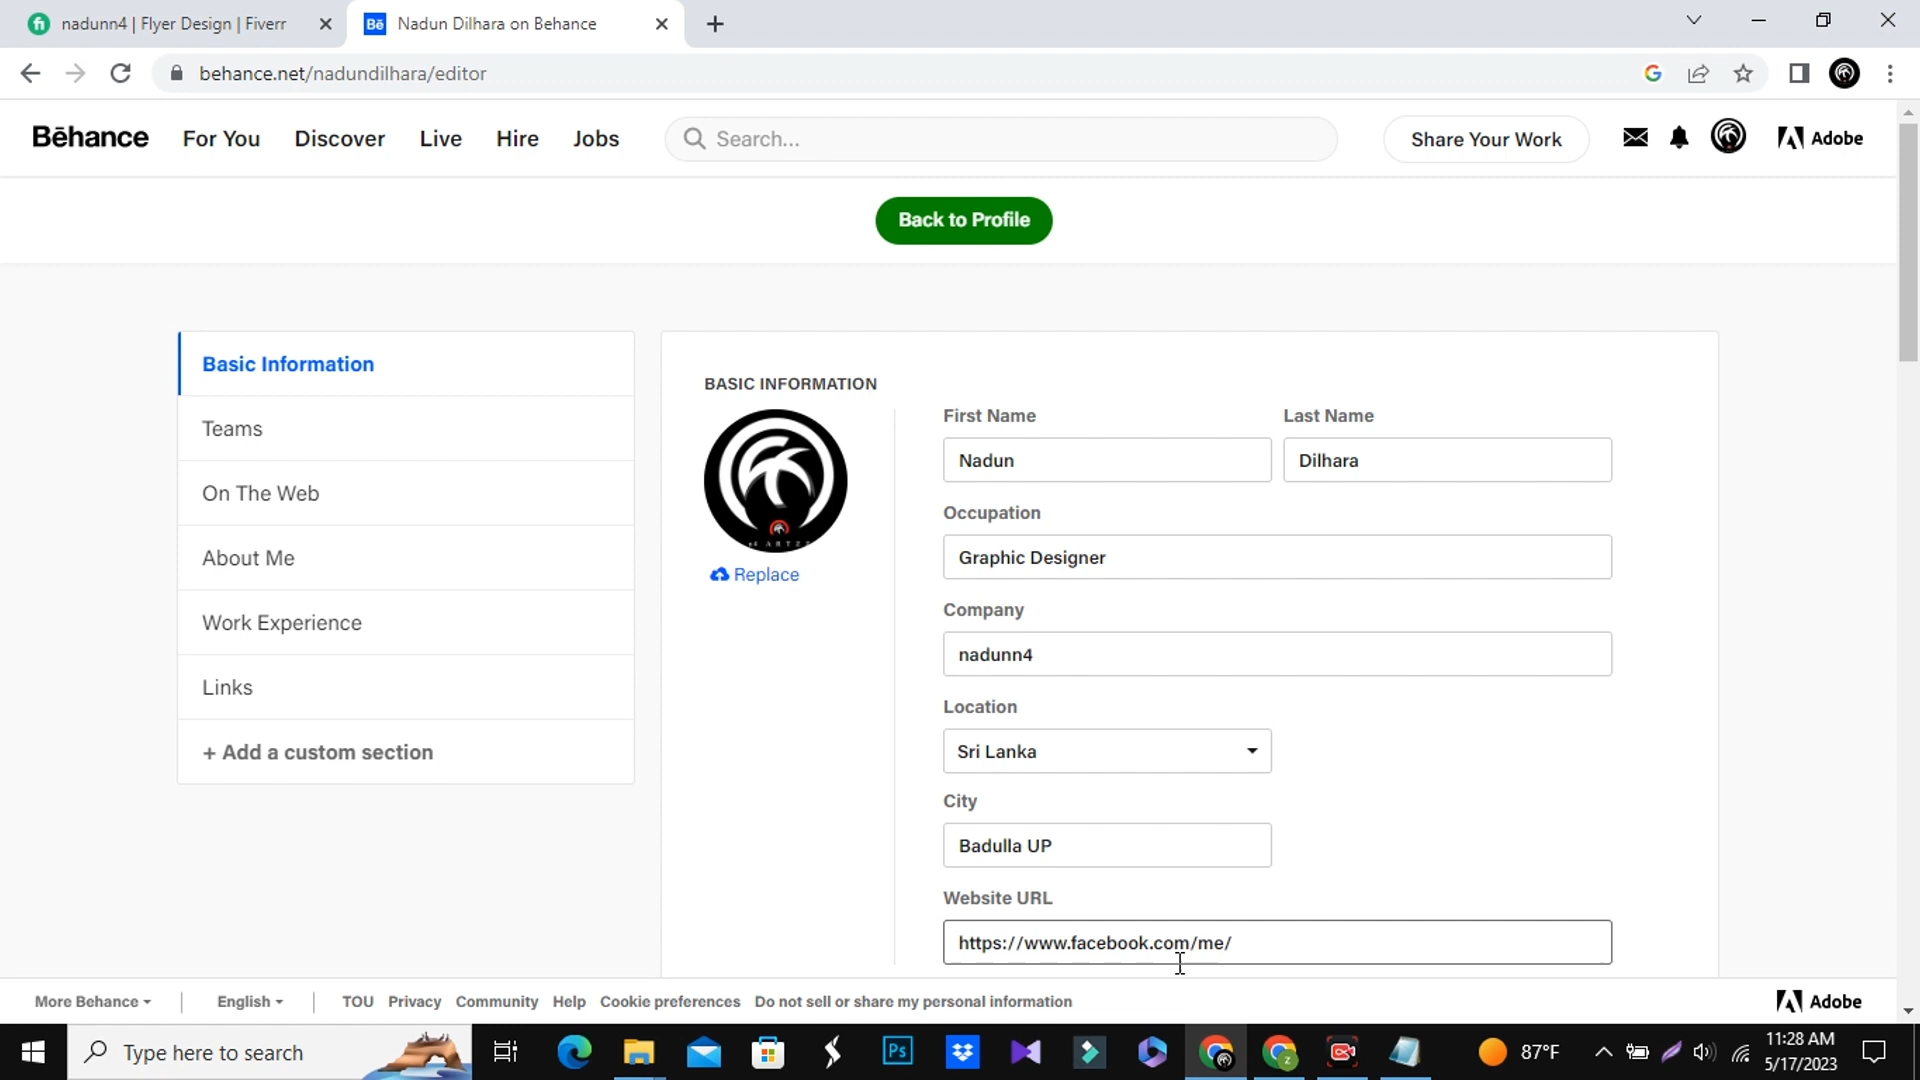 nadunn4 | Flyer Design | Fiverr
Bē Nadun Dilhara on Behance
behance.net/nadundilhara/editor
Bēhance For You Discover Live Hire Jobs Search... Share Your Work Adobe
Back to Profile
Basic Information
Teams
On The Web
About Me
Work Experience
Links
+ Add a custom section
BASIC INFORMATION
Replace
First Name Last Name
Nadun Dilhara
Occupation
Graphic Designer
Company
nadunn4
Location
Sri Lanka
City
Badulla UP
Website URL
https://www.facebook.com/me/
More Behance English TOU Privacy Community Help Cookie preferences Do not sell or share my personal information Adobe
Type here to search Ps 87°F 11:28 AM
5/17/2023